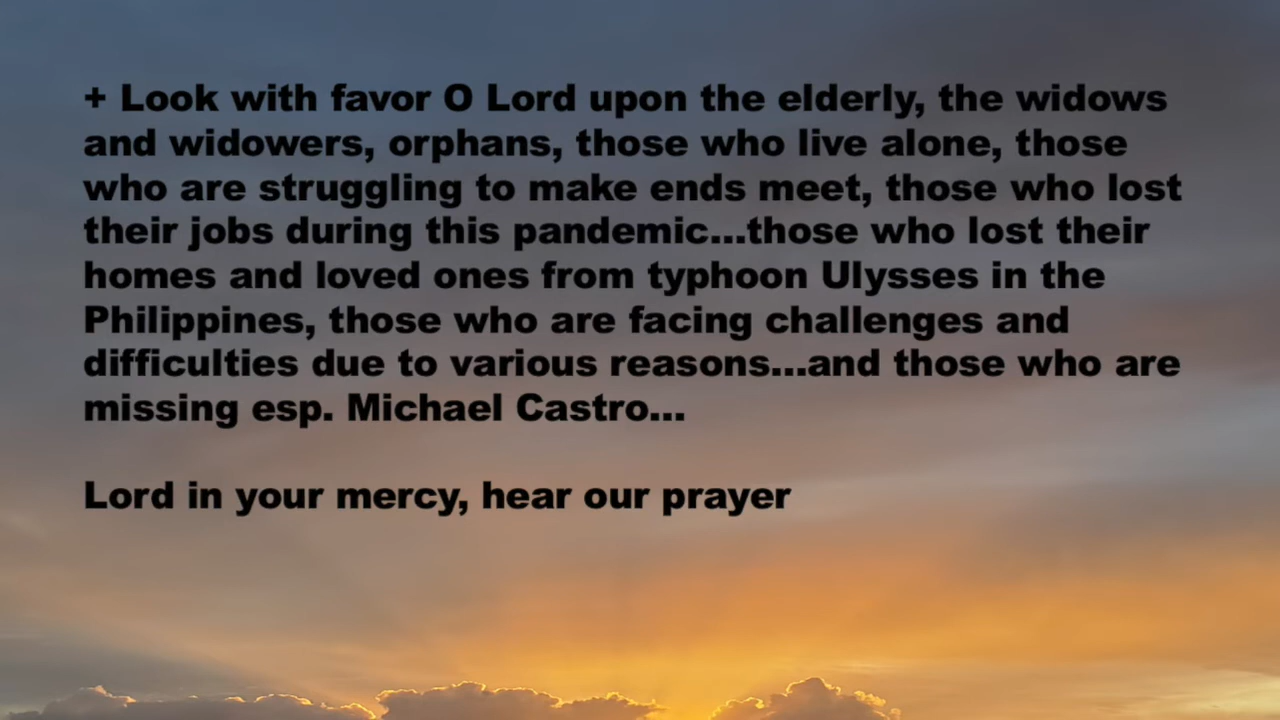 + Look with favor O Lord upon the elderly, the widows
and widowers, orphans, those who live alone, those
who are struggling to make ends meet, those who lost
their jobs during this pandemic...those who lost their
homes and loved ones from typhoon Ulysses in the
Philippines, those who are facing challenges and
difficulties due to various reasons...and those who are
missing esp. Michael Castro...
Lord in your mercy, hear our prayer